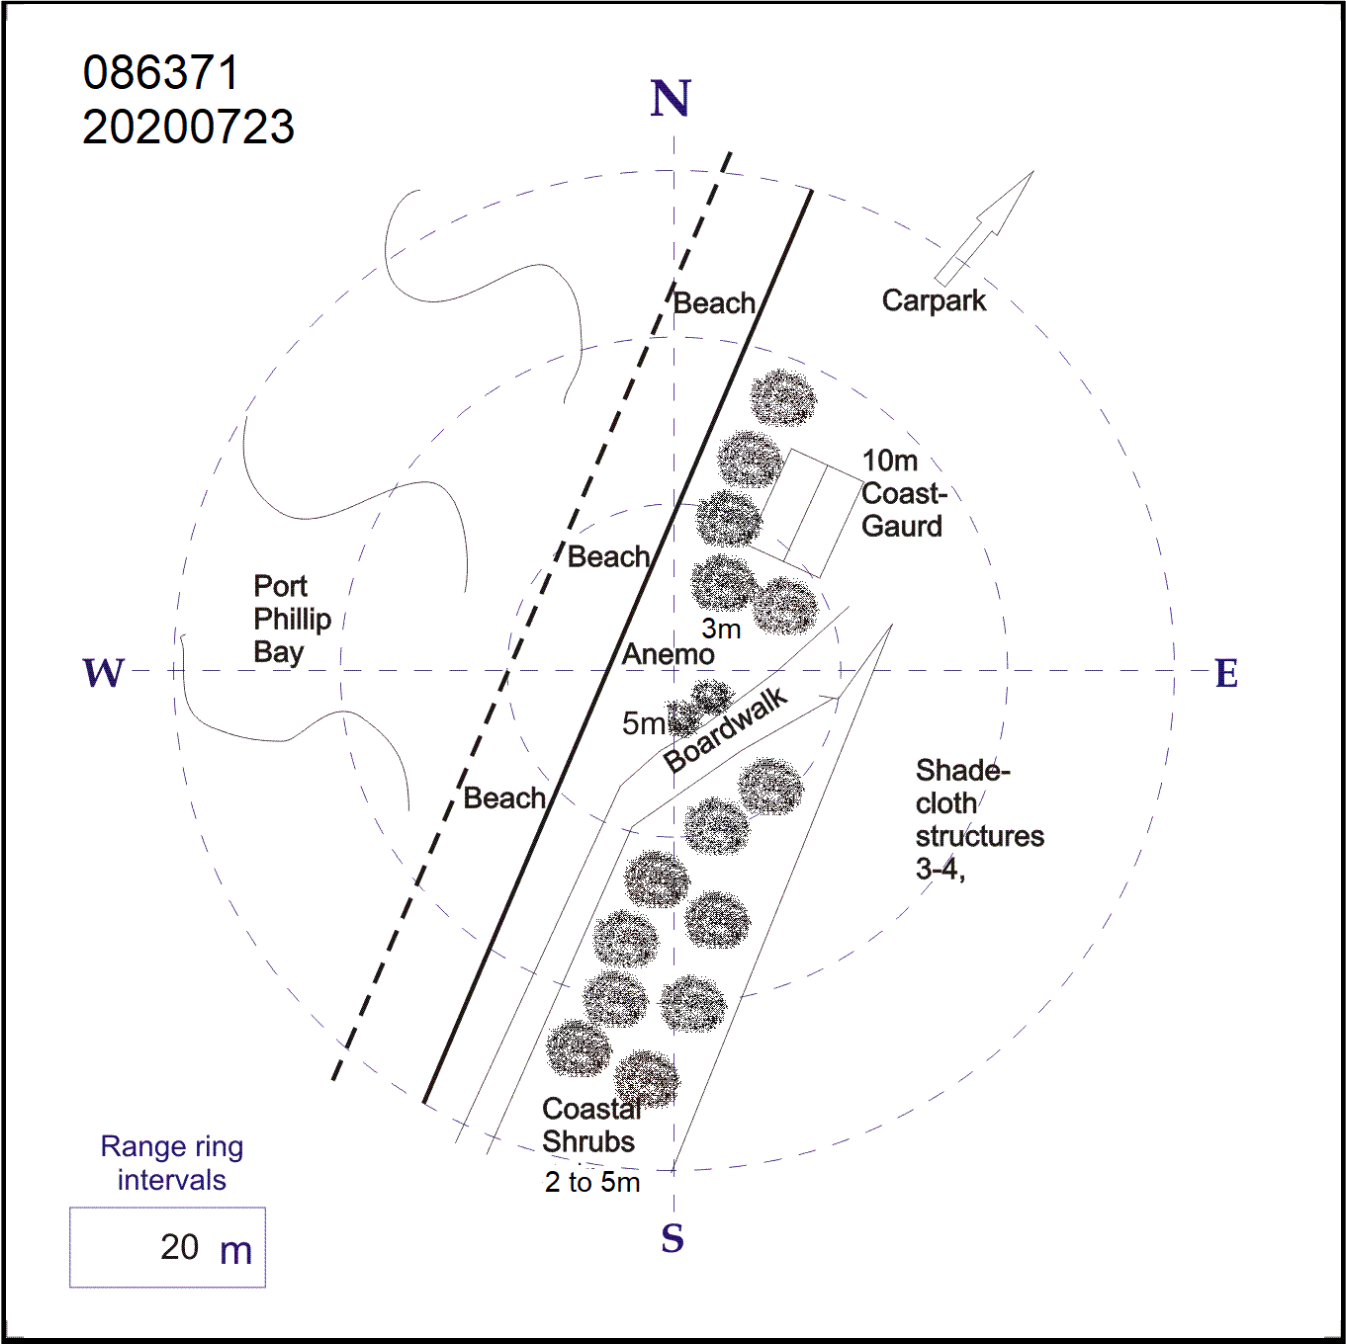 086371
20200723
N
Beach
Carpark
10m
Coast-
Gaurd
Beach
Port
Phillip
Bay
3m
Anemo
W
E
5m
Boardwalk
Beach
Shade-
cloth
structures
3-4,
Coastal
Shrubs
2 to 5m
Range ring
intervals
20 m
S